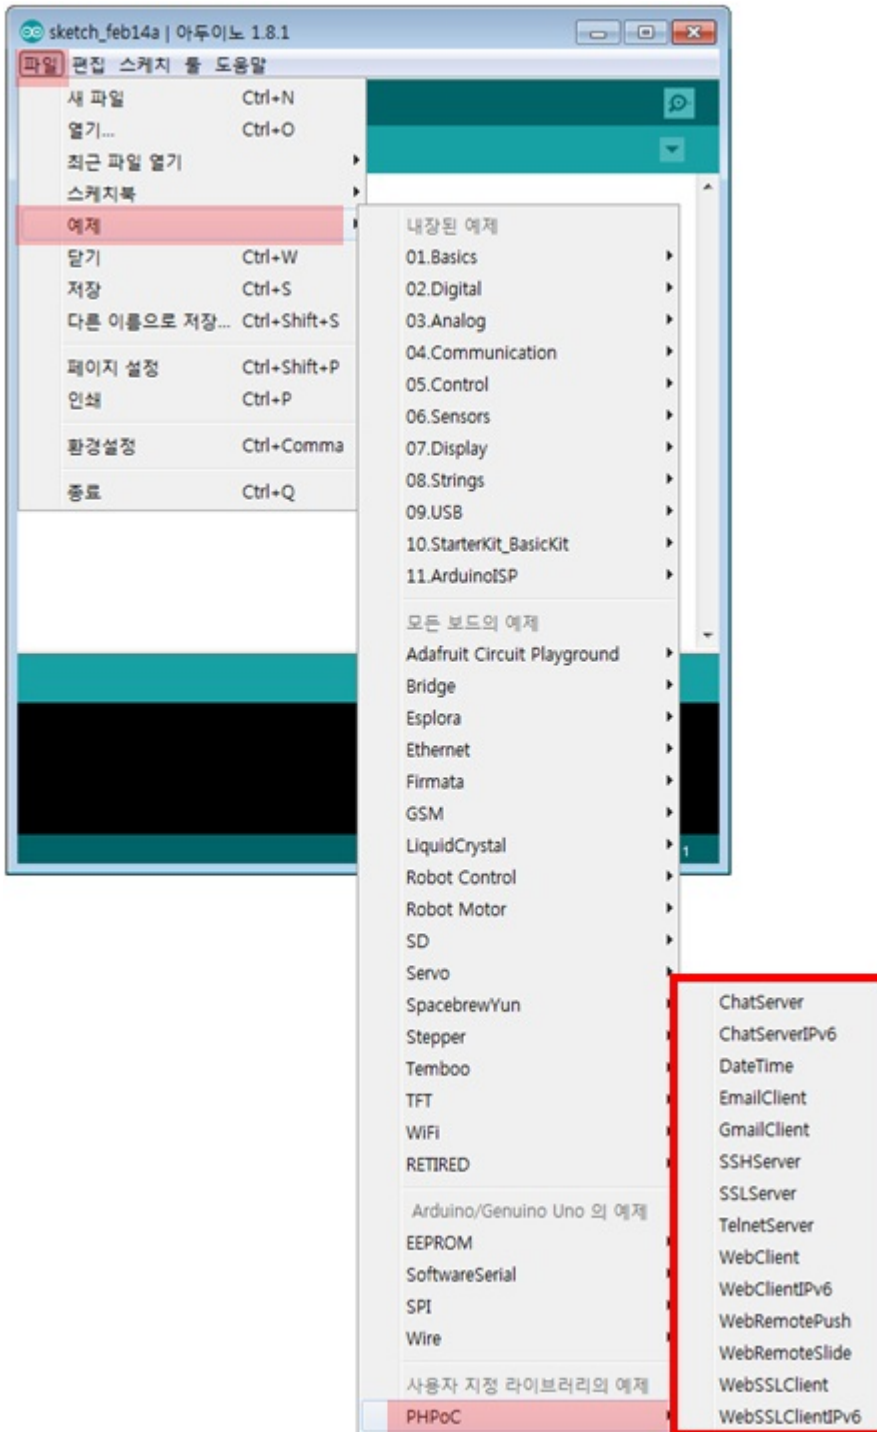 sketch_feb14a | 아두이노 1.8.1
파일 편집 스케치 툴 도움말
새 파일 Ctrl+N
열기... Ctrl+O
최근 파일 열기
스케치북
예제
닫기 Ctrl+W
저장 Ctrl+S
다른 이름으로 저장... Ctrl+Shift+S
페이지 설정 Ctrl+Shift+P
인쇄 Ctrl+P
환경설정 Ctrl+Comma
종료 Ctrl+Q
내장된 예제
01.Basics
02.Digital
03.Analog
04.Communication
05.Control
06.Sensors
07.Display
08.Strings
09.USB
10.StarterKit_BasicKit
11.ArduinoISP
모든 보드의 예제
Adafruit Circuit Playground
Bridge
Esplora
Ethernet
Firmata
GSM
LiquidCrystal
Robot Control
Robot Motor
SD
Servo
SpacebrewYun
Stepper
Temboo
TFT
WiFi
RETIRED
Arduino/Genuino Uno 의 예제
EEPROM
SoftwareSerial
SPI
Wire
사용자 지정 라이브러리의 예제
PHPoC
1
ChatServer
ChatServerIPv6
DateTime
EmailClient
GmailClient
SSHServer
SSLServer
TelnetServer
WebClient
WebClientIPv6
WebRemotePush
WebRemoteSlide
WebSSLClient
WebSSLClientIPv6